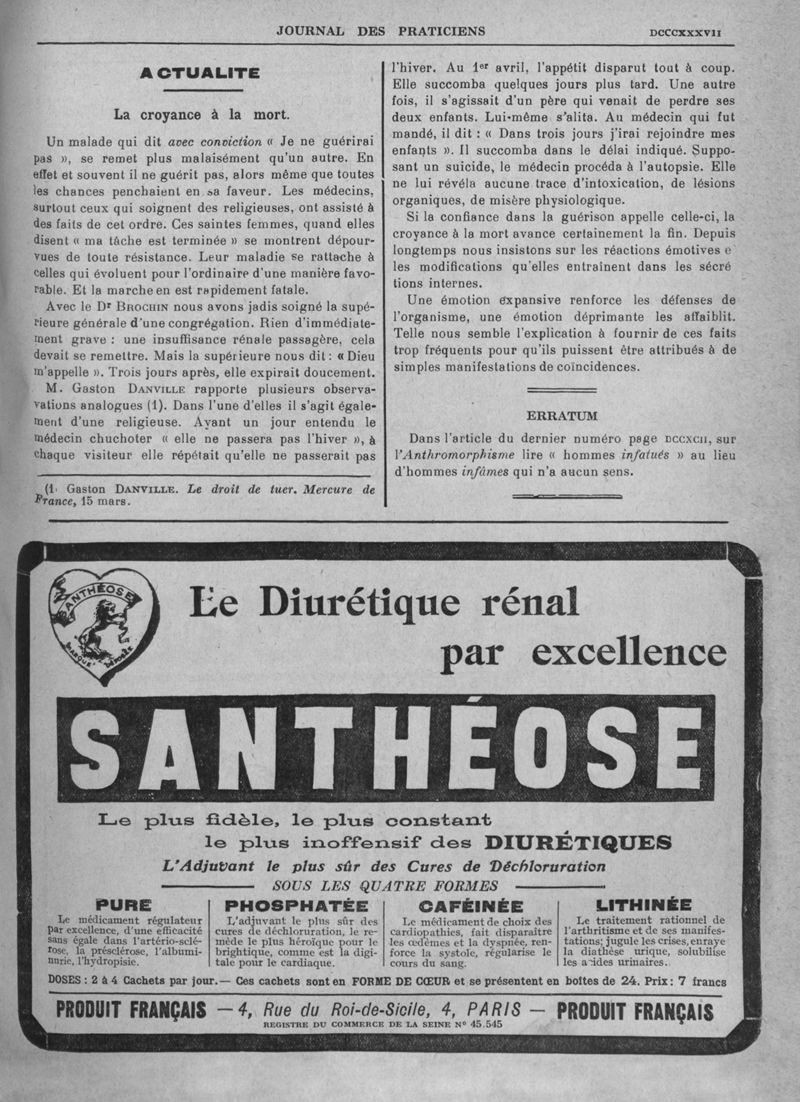 JOURNAL DES PRATICIENS
DCCCXXXVII
ACTUALITE
La croyance à la mort.
Un malade qui dit avec conviction « Je ne guérirai
pas », se remet plus malaisément qu'un autre. En
effet et souvent il ne guérit pas, alors même que toutes
les chances penchaient en sa faveur. Les médecins,
surtout ceux qui soignent des religieuses, ont assisté à
des faits de cet ordre. Ces saintes femmes, quand elles
disent « ma tâche est terminée » se montrent dépour-
vues de toute résistance. Leur maladie se rattache à
celles qui évoluent pour l'ordinaire d'une manière favo-
rable. Et la marche en est rapidement fatale.
Avec le Dr BROCHIN nous avons jadis soigné la supé-
rieure générale d'une congrégation. Rien d'immédiate-
ment grave : une insuffisance rénale passagère, cela
devait se remettre. Mais la supérieure nous dit : « Dieu
m'appelle ». Trois jours après, elle expirait doucement.
M. Gaston DANVILLE rapporte plusieurs observa-
vations analogues (1). Dans l'une d'elles il s'agit égale-
ment d'une religieuse. Ayant un jour entendu le
médecin chuchoter « elle ne passera pas l'hiver », à
chaque visiteur elle répétait qu'elle ne passerait pas
(1. Gaston DANVILLE. Le droit de tuer. Mercure de
France, 15 mars.
l'hiver. Au 1er avril, l'appétit disparut tout à coup.
Elle succomba quelques jours plus tard. Une autre
fois, il s'agissait d'un père qui venait de perdre ses
deux enfants. Lui-même s'alita. Au médecin qui fut
mandé, il dit : « Dans trois jours j'irai rejoindre mes
enfants ». Il succomba dans le délai indiqué. Suppo-
sant un suicide, le médecin procéda à l'autopsie. Elle
ne lui révéla aucune trace d'intoxication, de lésions
organiques, de misère physiologique.
Si la confiance dans la guérison appelle celle-ci, la
croyance à la mort avance certainement la fin. Depuis
longtemps nous insistons sur les réactions émotives e
les modifications qu'elles entraînent dans les sécré
tions internes.
Une émotion expansive renforce les défenses de
l'organisme, une émotion déprimante les affaiblit.
Telle nous semble l'explication à fournir de ces faits
trop fréquents pour qu'ils puissent être attribués à de
simples manifestations de coïncidences.
ERRATUM
Dans l'article du dernier numéro page DCCXCII, sur
l'Anthromorphisme lire « hommes infatués » au lieu
d'hommes infâmes qui n'a aucun sens.
SANTHÉOSE
MARQUE DÉPOSÉE
Le Diurétique rénal
par excellence
SANTHÉOSE
Le plus fidèle, le plus constant
le plus inoffensif des DIURÉTIQUES
L'Adjuvant le plus sûr des Cures de Déchloruration
SOUS LES QUATRE FORMES
PURE
Le médicament régulateur
par excellence, d'une efficacité
sans égale dans l'artério-sclé-
rose, la présclérose, l'albumi-
nurie, l'hydropisie.
PHOSPHATÉE
L'adjuvant le plus sûr des
cures de déchloruration, le re-
mède le plus héroïque pour le
brightique, comme est la digi-
tale pour le cardiaque.
CAFÉINÉE
Le médicament de choix des
cardiopathies, fait disparaître
les œdèmes et la dyspnée, ren-
force la systole, régularise le
cours du sang.
LITHINÉE
Le traitement rationnel de
l'arthritisme et de ses manifes-
tations; jugule les crises, enraye
la diathèse urique, solubilise
les acides urinaires.
DOSES : 2 à 4 Cachets par jour. — Ces cachets sont en FORME DE CŒUR et se présentent en boîtes de 24. Prix : 7 francs
PRODUIT FRANÇAIS — 4, Rue du Roi-de-Sicile, 4, PARIS — PRODUIT FRANÇAIS
REGISTRE DU COMMERCE DE LA SEINE N° 45.545